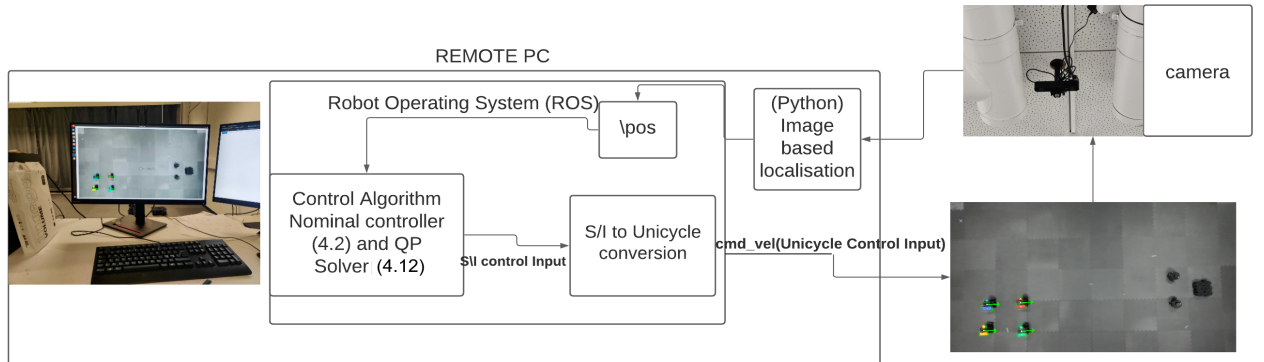 REMOTE PC
camera
Robot Operating System (ROS)
\pos
(Python)
Image
based
localisation
Control Algorithm
Nominal controller
(4.2) and QP
Solver (4.12)
S\I control Input
S/I to Unicycle
conversion
cmd_vel(Unicycle Control Input)
VOLUME